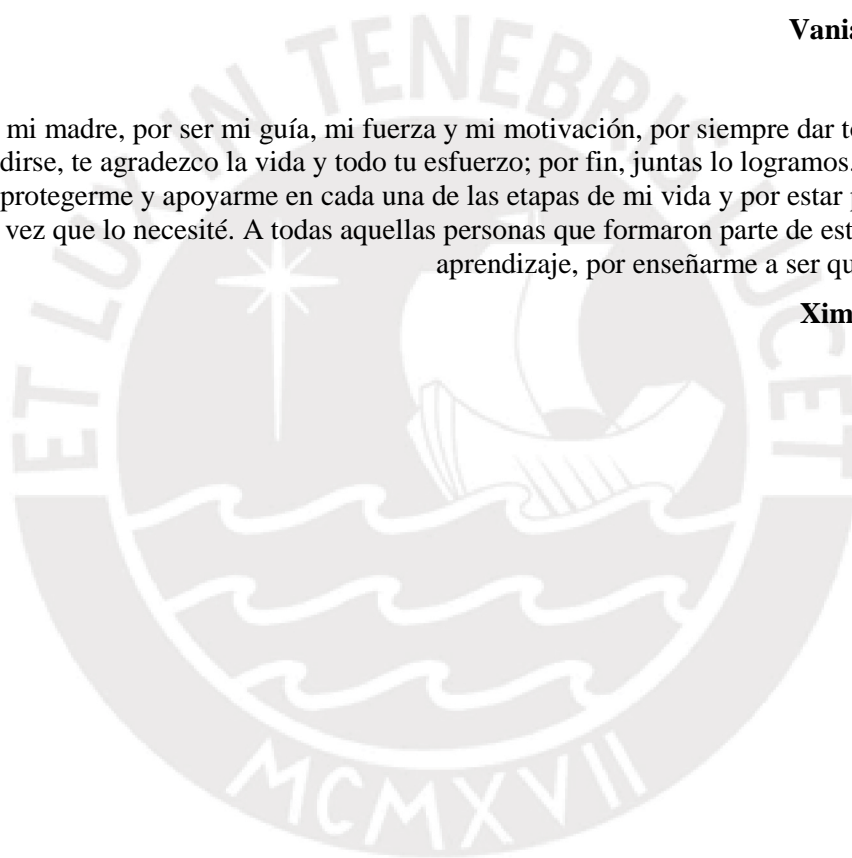 Vania
mi madre, por ser mi guía, mi fuerza y mi motivación, por siempre dar
dirse, te agradezco la vida y todo tu esfuerzo; por fin, juntas lo logramos.
protegerme y apoyarme en cada una de las etapas de mi vida y por estar
vez que lo necesité. A todas aquellas personas que formaron parte de
aprendizaje, por enseñarme a ser
ET LUX IN TENEBRIS LUCET
MCMXVII